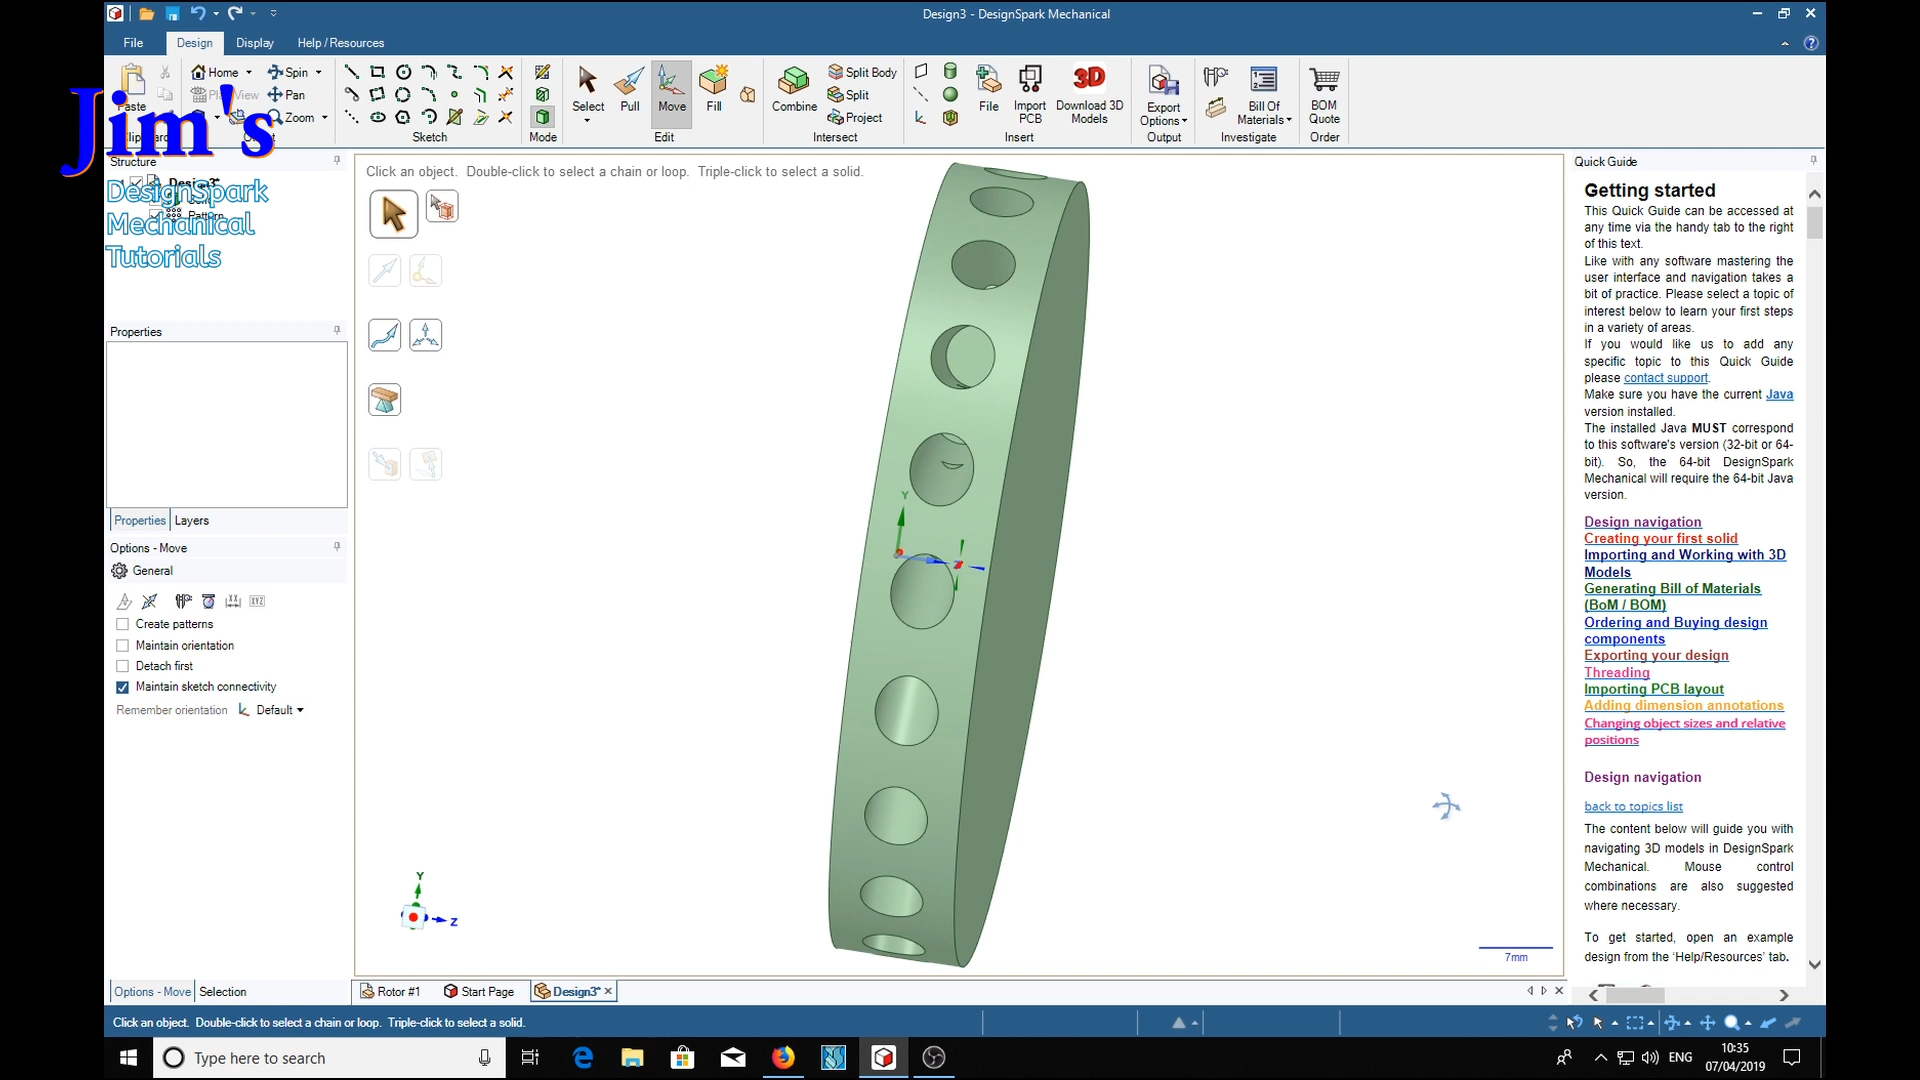 Design3 - DesignSpark Mechanical
File
Design
Display
Help / Resources
Paste
Home
Spin
Pan
Zoom
Sketch
Mode
Select
Pull
Move
Fill
Edit
Combine
Split Body
Split
Project
Intersect
File
Import PCB
Download 3D Models
Insert
Export Options
Output
Bill Of Materials
Investigate
BOM Quote
Order
Jim's
DesignSpark
Mechanical
Tutorials
Structure
Design3*
Pattern
Properties
Properties
Layers
Options - Move
General
Create patterns
Maintain orientation
Detach first
Maintain sketch connectivity
Remember orientation
Default
Options - Move
Selection
Click an object. Double-click to select a chain or loop. Triple-click to select a solid.
Y
Z
Y
Z
7mm
Rotor #1
Start Page
Design3*
Quick Guide
Getting started
This Quick Guide can be accessed at
any time via the handy tab to the right
of this text.
Like with any software mastering the
user interface and navigation takes a
bit of practice. Please select a topic of
interest below to learn your first steps
in a variety of areas.
If you would like us to add any
specific topic to this Quick Guide
please contact support.
Make sure you have the current Java
version installed.
The installed Java MUST correspond
to this software's version (32-bit or 64-
bit). So, the 64-bit DesignSpark
Mechanical will require the 64-bit Java
version.
Design navigation
Creating your first solid
Importing and Working with 3D
Models
Generating Bill of Materials
(BoM / BOM)
Ordering and Buying design
components
Exporting your design
Threading
Importing PCB layout
Adding dimension annotations
Changing object sizes and relative
positions
Design navigation
back to topics list
The content below will guide you with
navigating 3D models in DesignSpark
Mechanical. Mouse control
combinations are also suggested
where necessary.
To get started, open an example
design from the 'Help/Resources' tab.
Click an object. Double-click to select a chain or loop. Triple-click to select a solid.
Type here to search
ENG
10:35
07/04/2019